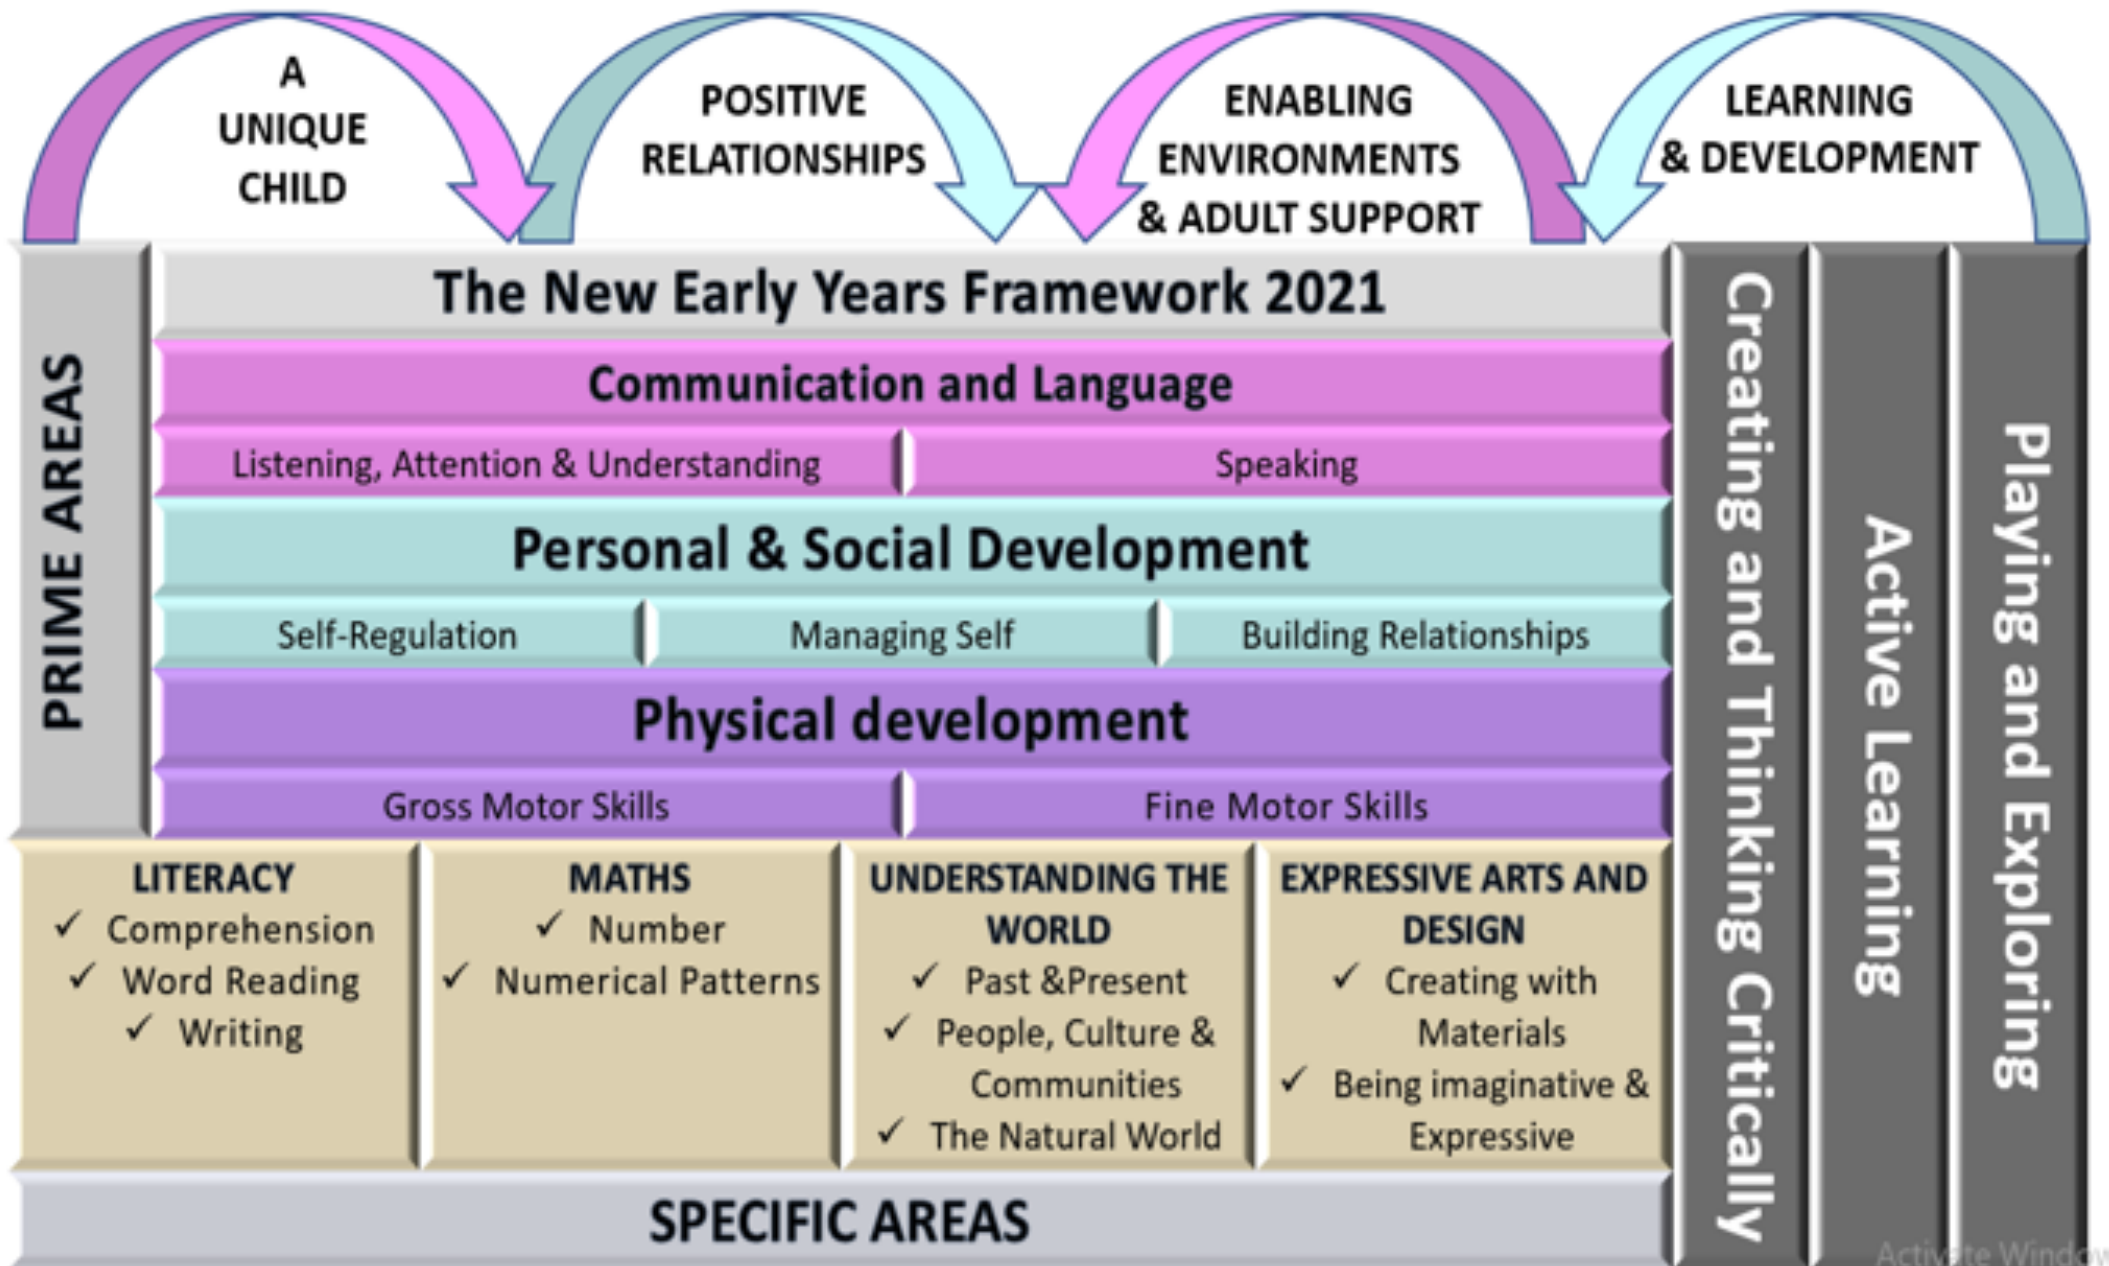 A
UNIQUE
CHILD
POSITIVE
RELATIONSHIPS
ENABLING
ENVIRONMENTS
& ADULT SUPPORT
LEARNING
& DEVELOPMENT
PRIME AREAS
The New Early Years Framework 2021
Communication and Language
Listening, Attention & Understanding
Speaking
Personal & Social Development
Self-Regulation
Managing Self
Building Relationships
Physical development
Gross Motor Skills
Fine Motor Skills
LITERACY
✓ Comprehension
✓ Word Reading
✓ Writing
MATHS
✓ Number
✓ Numerical Patterns
UNDERSTANDING THE
WORLD
✓ Past &Present
✓ People, Culture &
Communities
✓ The Natural World
EXPRESSIVE ARTS AND
DESIGN
✓ Creating with
Materials
✓ Being imaginative &
Expressive
SPECIFIC AREAS
Creating and Thinking Critically
Active Learning
Playing and Exploring
Activate Window